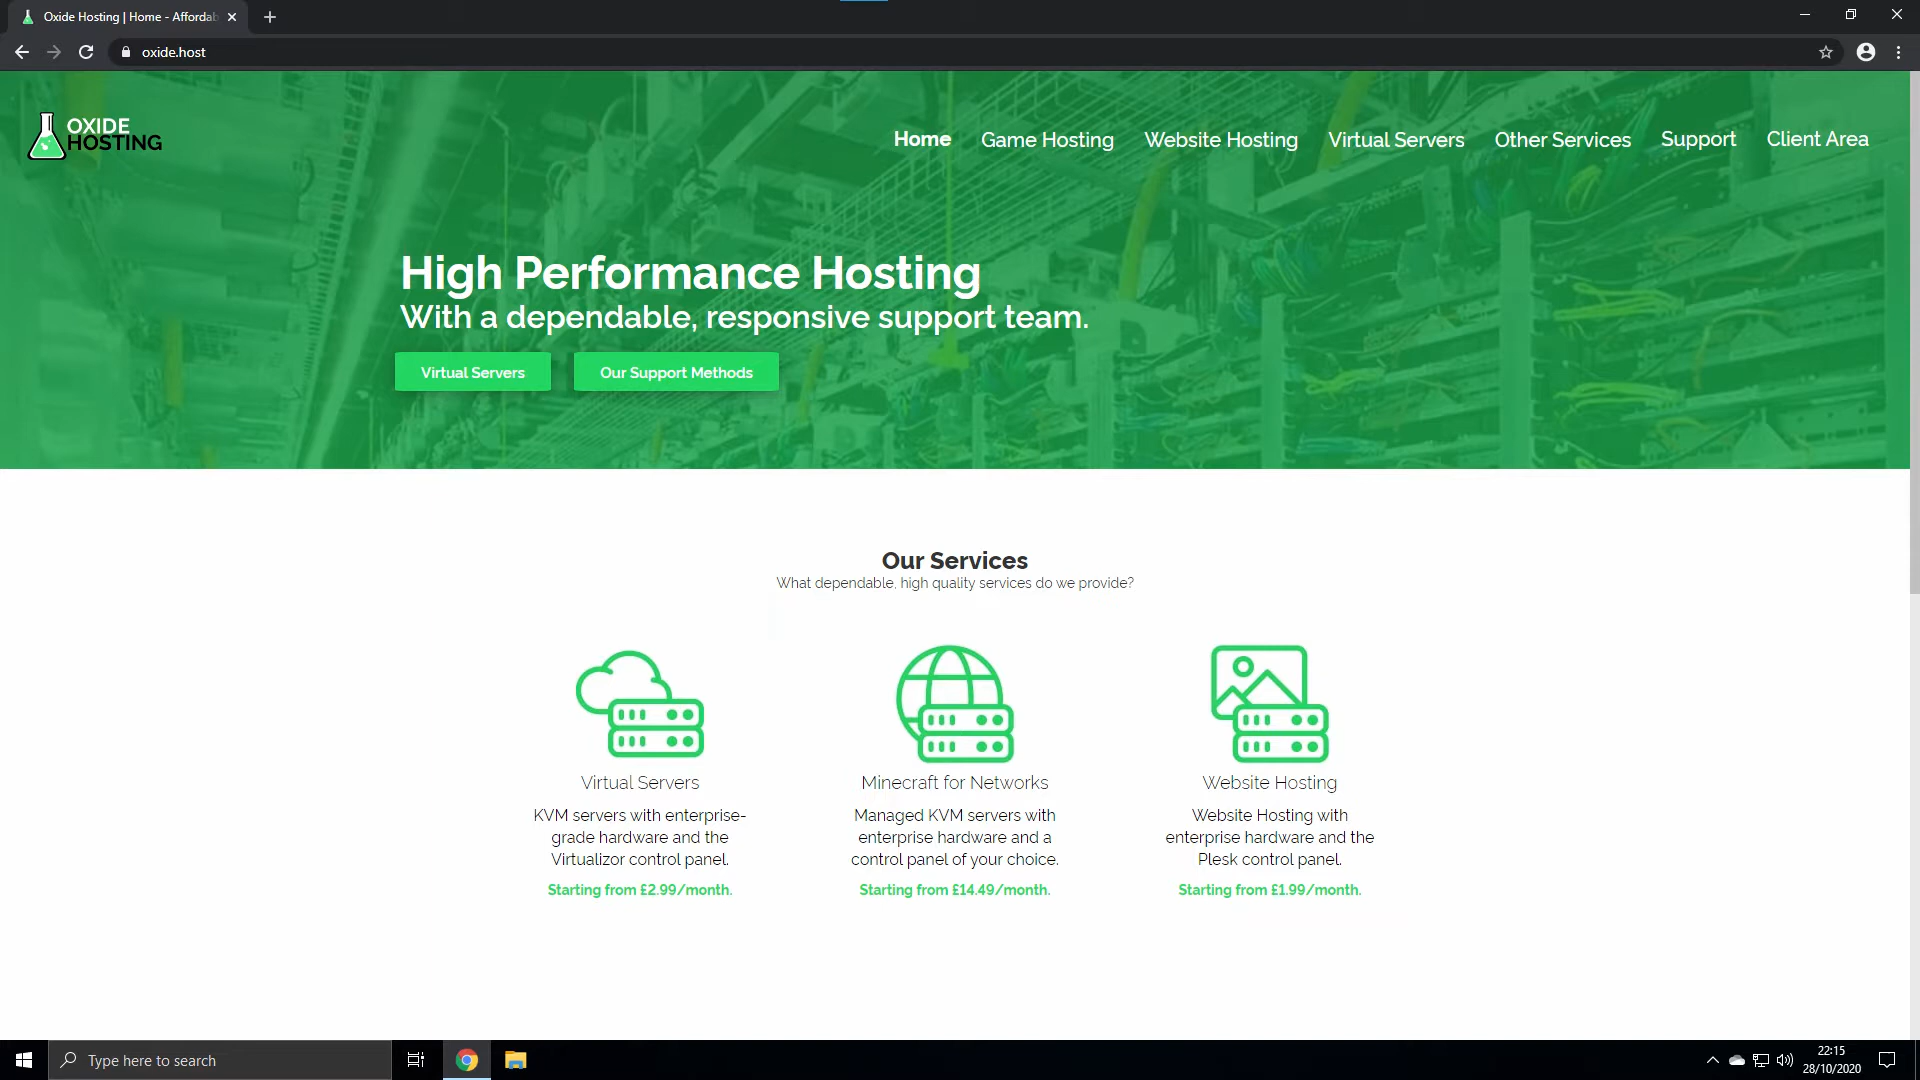 Oxide Hosting | Home - Affordab
oxide.host
OXIDE
HOSTING
Home Game Hosting Website Hosting Virtual Servers Other Services Support Client Area
High Performance Hosting
With a dependable, responsive support team.
Virtual Servers Our Support Methods
Our Services
What dependable, high quality services do we provide?
Virtual Servers
KVM servers with enterprise-
grade hardware and the
Virtualizor control panel.
Starting from £2.99/month.
Minecraft for Networks
Managed KVM servers with
enterprise hardware and a
control panel of your choice.
Starting from £14.49/month.
Website Hosting
Website Hosting with
enterprise hardware and the
Plesk control panel.
Starting from £1.99/month.
Type here to search
22:15
28/10/2020